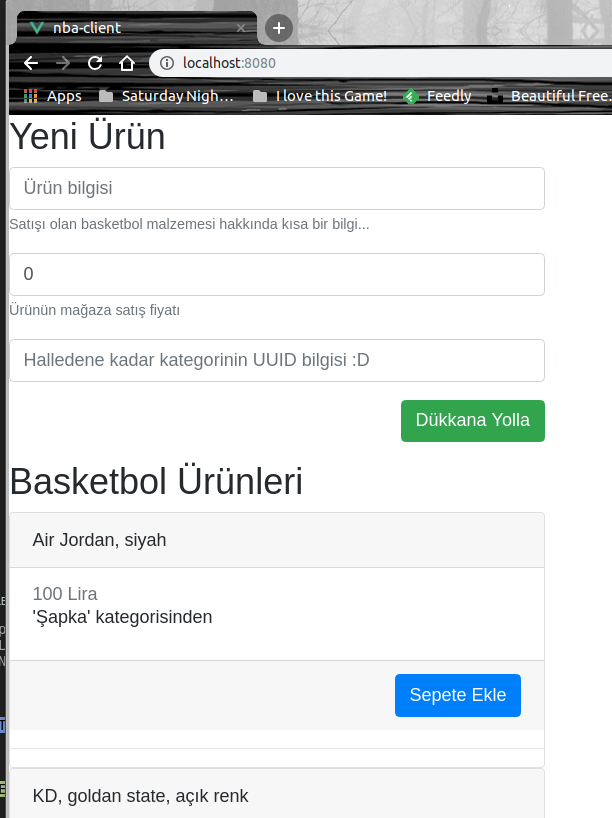 nba-client
localhost:8080
Apps Saturday Nigh… I love this Game! Feedly Beautiful Free.
Yeni Ürün
Ürün bilgisi
Satışı olan basketbol malzemesi hakkında kısa bir bilgi...
0
Ürünün mağaza satış fiyatı
Halledene kadar kategorinin UUID bilgisi :D
Dükkana Yolla
Basketbol Ürünleri
Air Jordan, siyah
100 Lira
'Şapka' kategorisinden
Sepete Ekle
KD, goldan state, açık renk